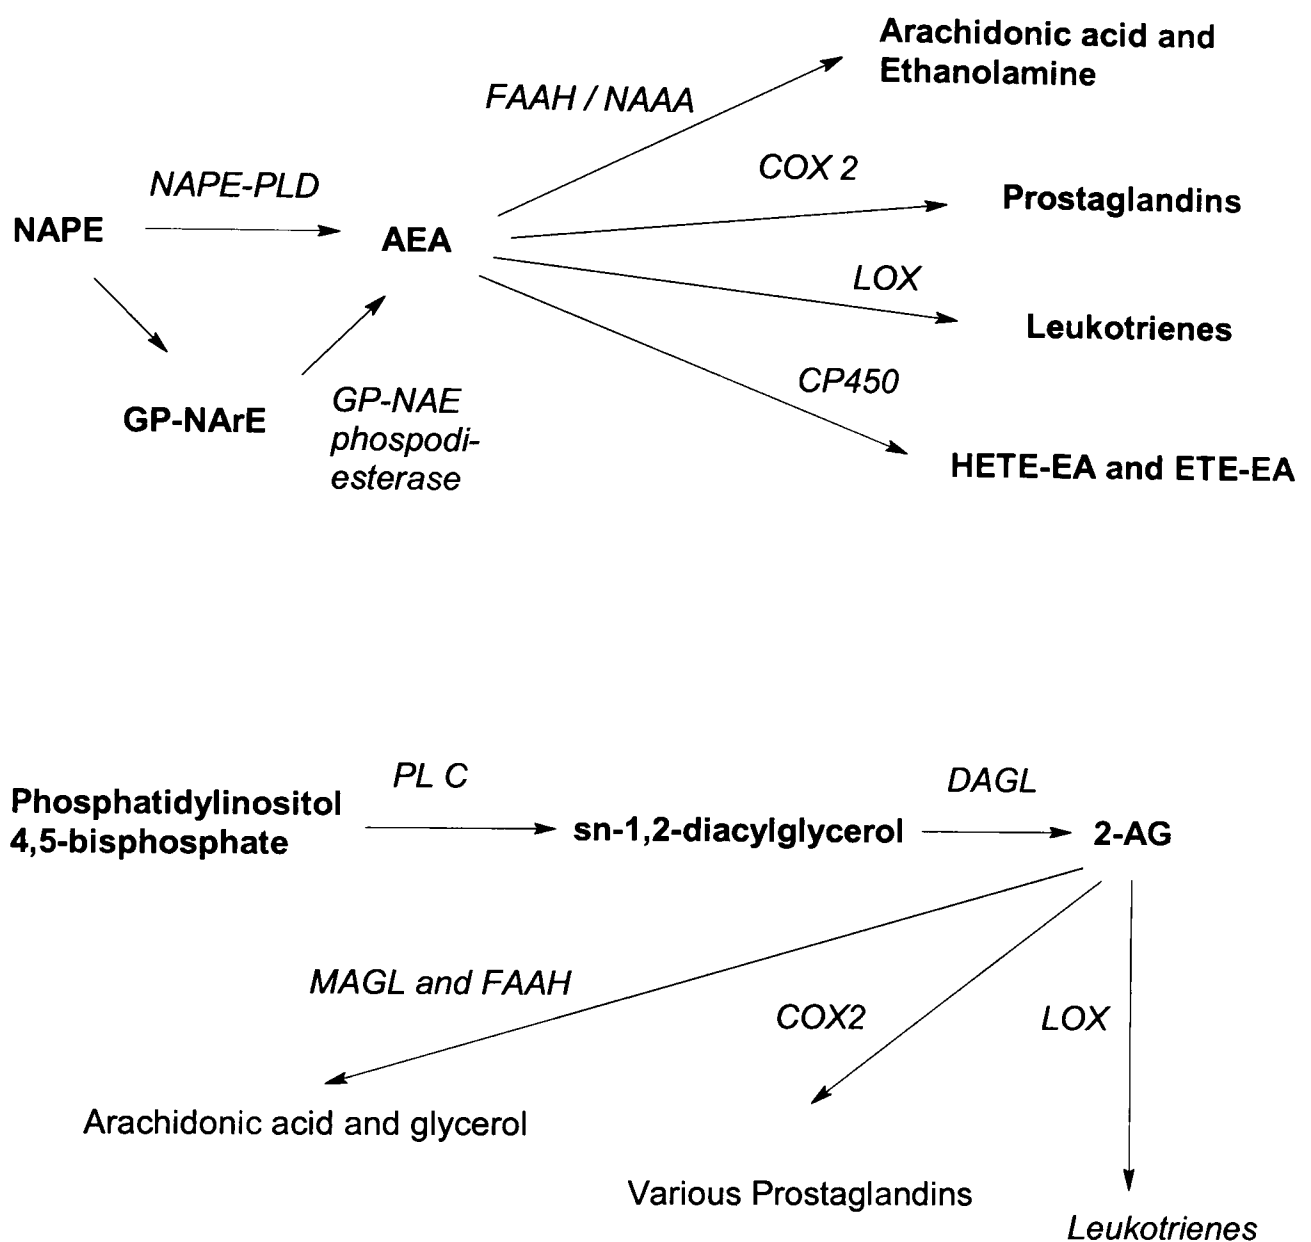 Arachidonic acid and
Ethanolamine
FAAH / NAAA
COX 2
NAPE-PLD
Prostaglandins
NAPE
AEA
LOX
Leukotrienes
CP450
GP-NArE
GP-NAE
phospodi-
esterase
HETE-EA and ETE-EA
PL C
DAGL
Phosphatidylinositol
4,5-bisphosphate
sn-1,2-diacylglycerol
2-AG
MAGL and FAAH
COX2
LOX
Arachidonic acid and glycerol
Various Prostaglandins
Leukotrienes